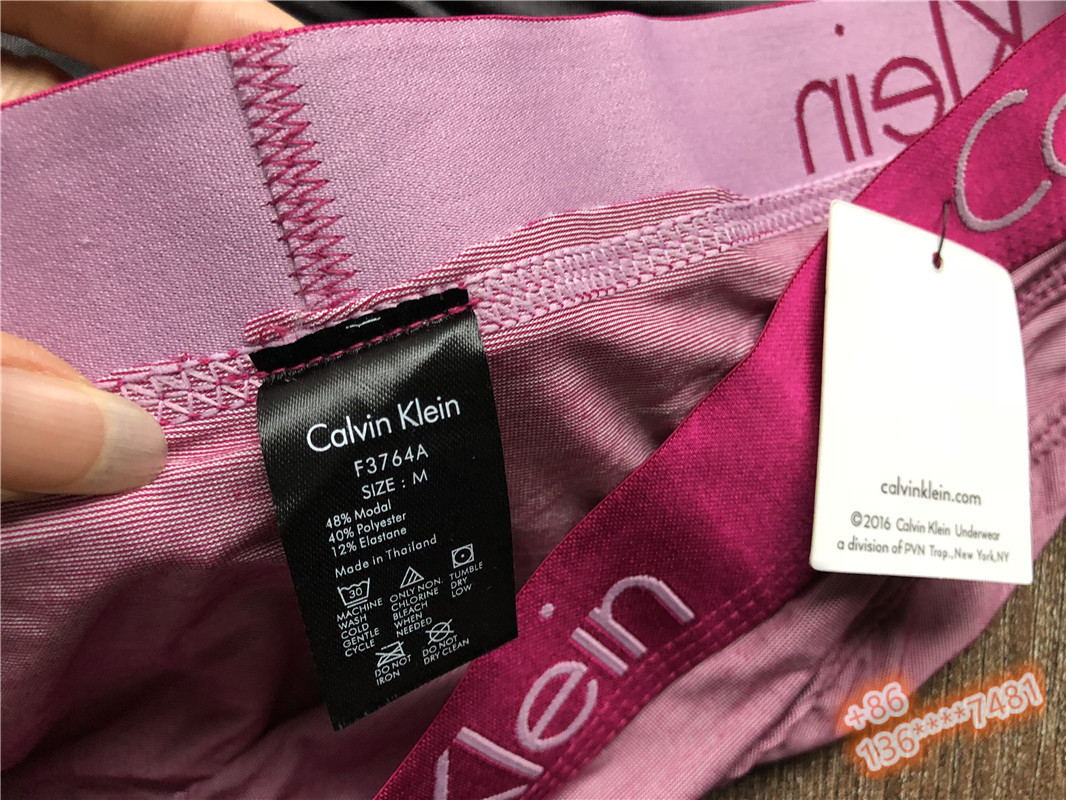 Klein
Ca
Calvin Klein
F3764A
SIZE : M
48% Modal
40% Polyester
12% Elastane
Made in Thailand
30
MACHINE
WASH
COLD
GENTLE
CYCLE
ONLY NON.
CHLORINE
BLEACH
WHEN
NEEDED
TUMBLE
DRY
LOW
DO NOT
IRON
DO NOT
DRY CLEAN
calvinklein.com
©2016 Calvin Klein Underwear
a division of PVN Trop.,New York,NY
Klein
+86
136****7481